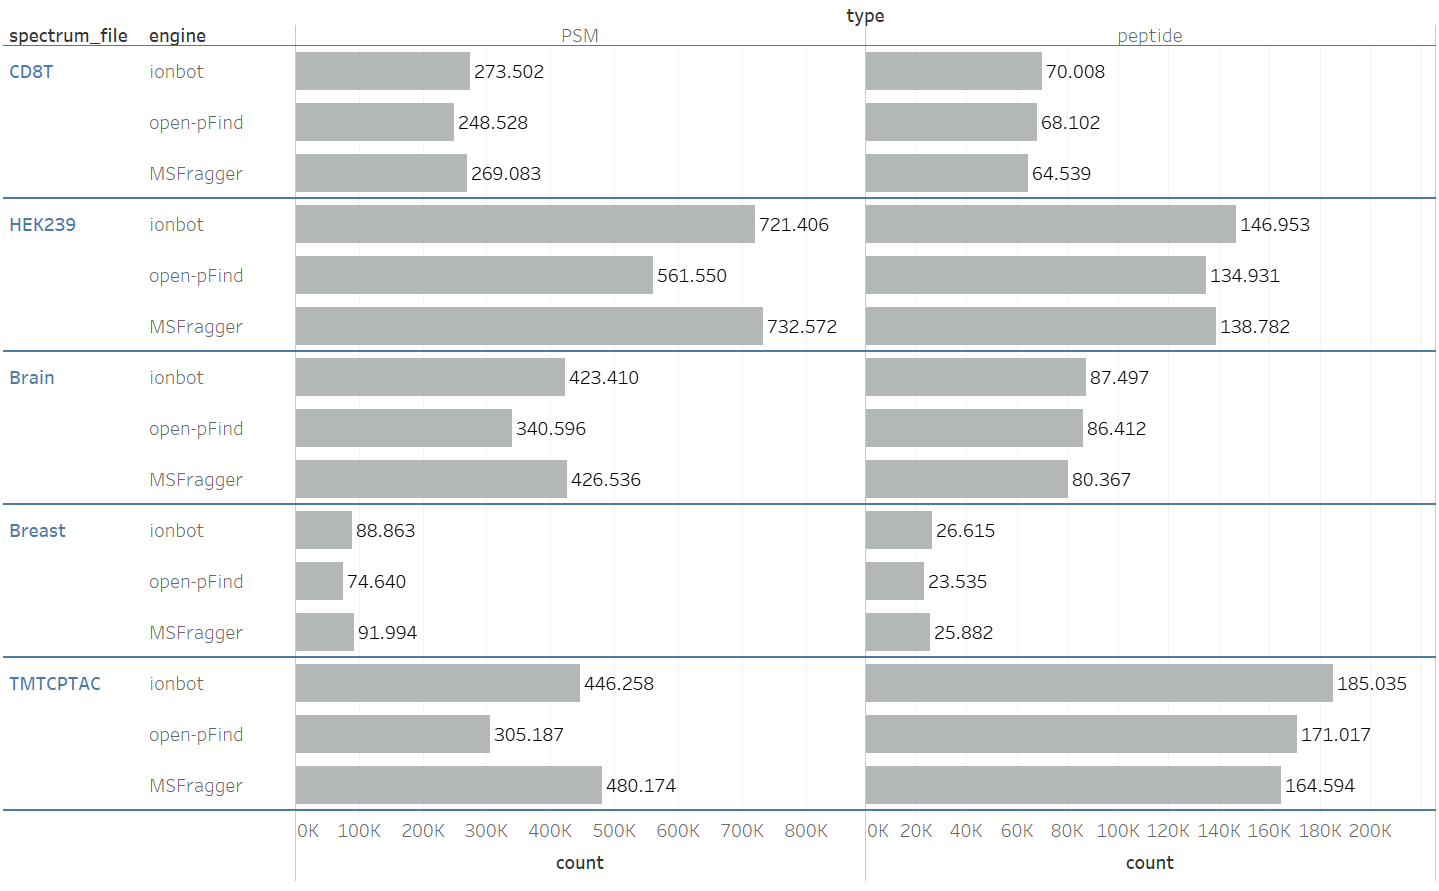 type
spectrum_file engine PSM peptide
CD8T ionbot 273.502 70.008
open-pFind 248.528 68.102
MSFragger 269.083 64.539
HEK239 ionbot 721.406 146.953
open-pFind 561.550 134.931
MSFragger 732.572 138.782
Brain ionbot 423.410 87.497
open-pFind 340.596 86.412
MSFragger 426.536 80.367
Breast ionbot 88.863 26.615
open-pFind 74.640 23.535
MSFragger 91.994 25.882
TMTCPTAC ionbot 446.258 185.035
open-pFind 305.187 171.017
MSFragger 480.174 164.594
0K 100K 200K 300K 400K 500K 600K 700K 800K 0K 20K 40K 60K 80K 100K 120K 140K 160K 180K 200K
count count